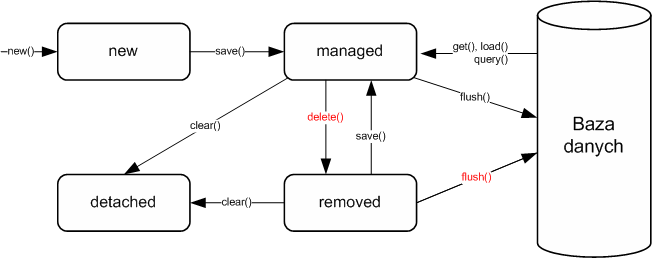 new()
new
save()
managed
get(), load()
query()
flush()
clear()
delete()
save()
Baza
danych
detached
clear()
removed
flush()